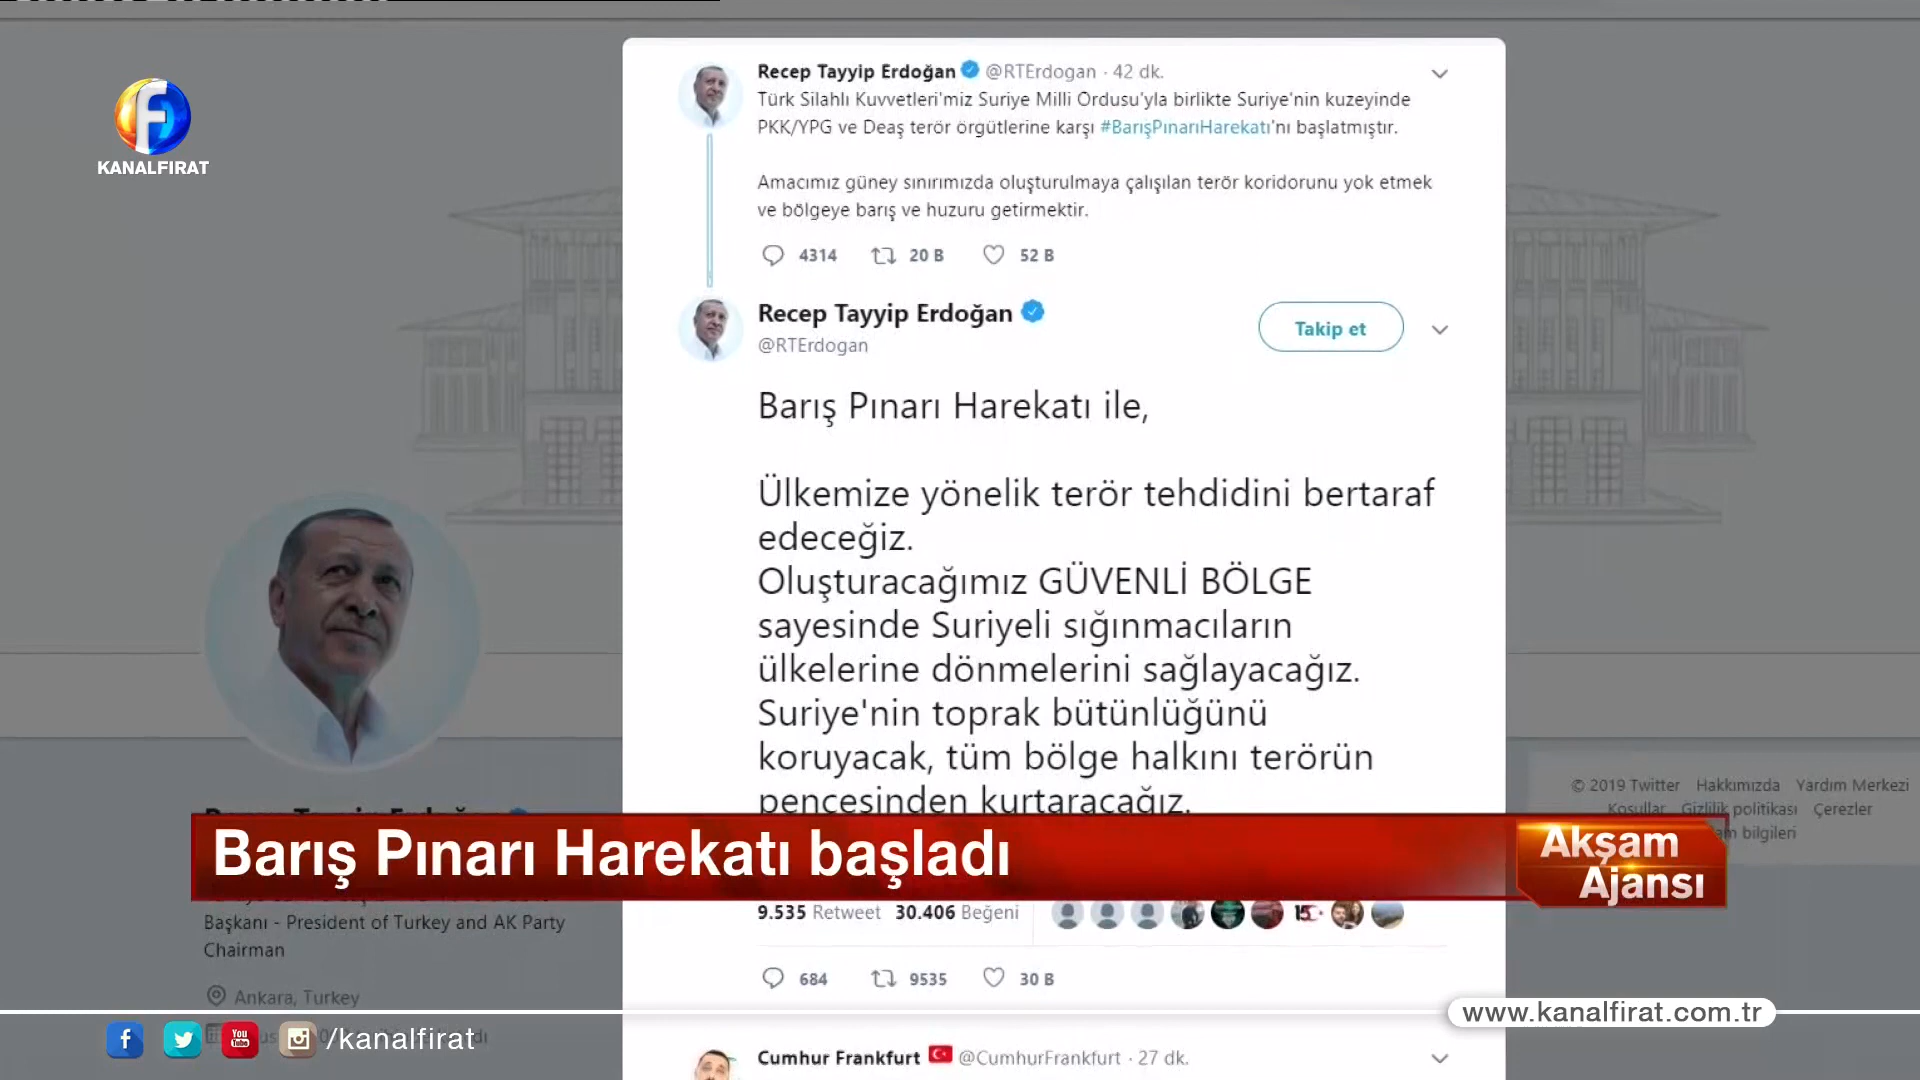 Recep Tayyip Erdoğan @RTErdogan · 42 dk.
Türk Silahlı Kuvvetleri'miz Suriye Milli Ordusu'yla birlikte Suriye'nin kuzeyinde
PKK/YPG ve Deaş terör örgütlerine karşı #BarışPınarıHarekatı'nı başlatmıştır.
Amacımız güney sınırımızda oluşturulmaya çalışılan terör koridorunu yok etmek
ve bölgeye barış ve huzuru getirmektir.
4314 20 B 52 B
KANALFIRAT
Recep Tayyip Erdoğan
@RTErdogan
Takip et
Barış Pınarı Harekatı ile,
Ülkemize yönelik terör tehdidini bertaraf
edeceğiz.
Oluşturacağımız GÜVENLİ BÖLGE
sayesinde Suriyeli sığınmacıların
ülkelerine dönmelerini sağlayacağız.
Suriye'nin toprak bütünlüğünü
koruyacak, tüm bölge halkını terörün
pençesinden kurtaracağız.
© 2019 Twitter Hakkımızda Yardım Merkezi
Koşullar Gizlilik politikası Çerezler
bilgileri
Recep Tayyip Erdoğan
Barış Pınarı Harekatı başladı
Akşam
Ajansı
9.535 Retweet 30.406 Beğeni
Başkanı - President of Turkey and AK Party
Chairman
Ankara, Turkey
684 9535 30 B
www.kanalfirat.com.tr
/kanalfirat
Cumhur Frankfurt @CumhurFrankfurt · 27 dk.